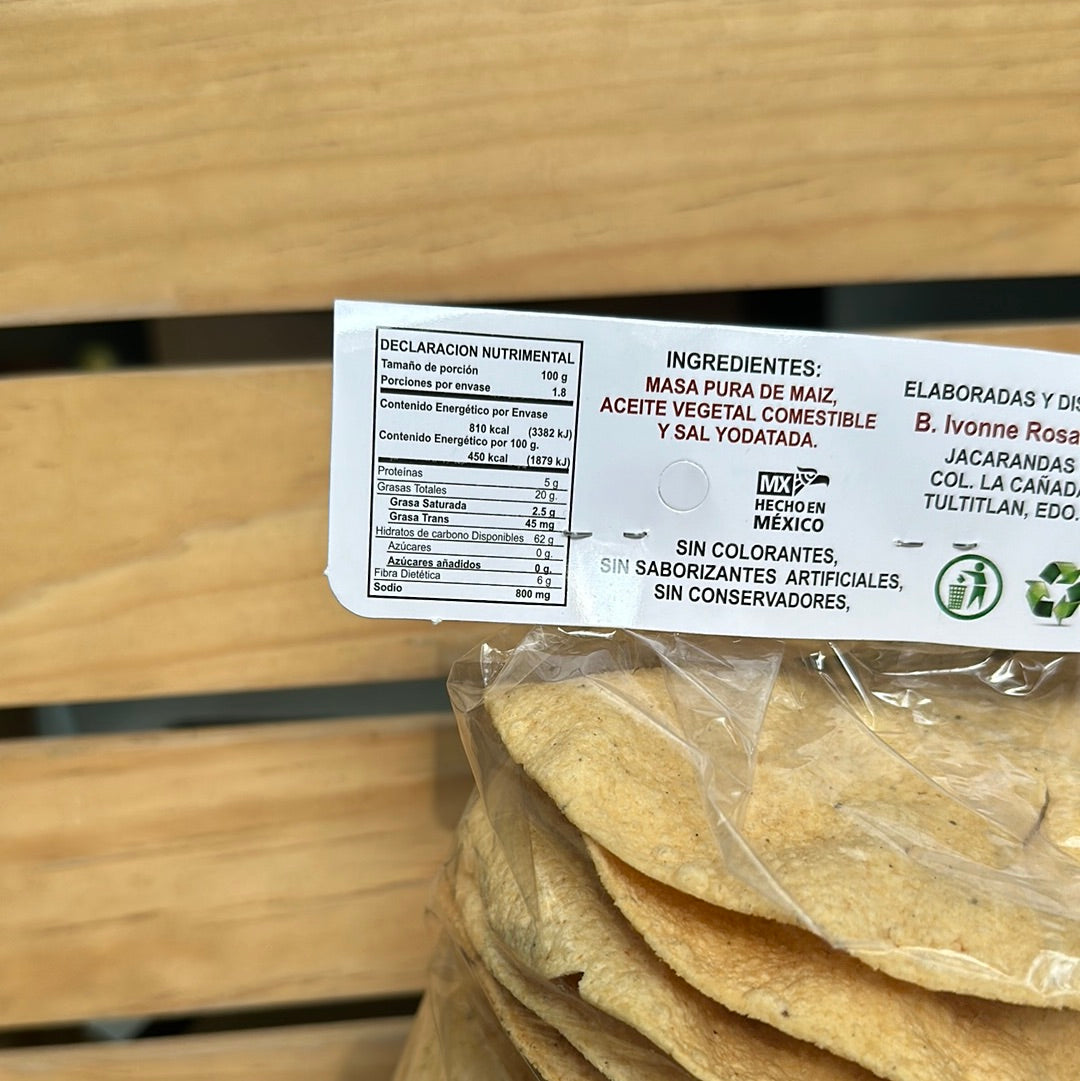 DECLARACION NUTRIMENTAL
Tamaño de porción 100 g
Porciones por envase 1.8
Contenido Energético por Envase
810 kcal (3382 kJ)
Contenido Energético por 100 g.
450 kcal (1879 kJ)
Proteínas 5 g
Grasas Totales 20 g.
Grasa Saturada 2.5 g
Grasa Trans 45 mg
Hidratos de carbono Disponibles 62 g
Azúcares 0 g.
Azúcares añadidos 0 g.
Fibra Dietética 6 g
Sodio 800 mg
INGREDIENTES:
MASA PURA DE MAIZ,
ACEITE VEGETAL COMESTIBLE
Y SAL YODATADA.
MX
HECHO EN
MÉXICO
SIN COLORANTES,
SIN SABORIZANTES ARTIFICIALES,
SIN CONSERVADORES,
ELABORADAS Y DIS
B. Ivonne Rosa
JACARANDAS
COL. LA CAÑADA
TULTITLAN, EDO.